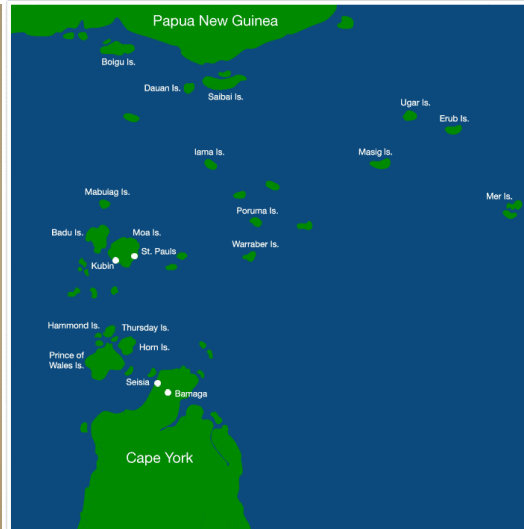 Papua New Guinea
Boigu Is.
Dauan Is.
Saibai Is.
Ugar Is.
Erub Is.
Iama Is.
Masig Is.
Mabuiag Is.
Mer Is.
Poruma Is.
Badu Is.
Moa Is.
Warraber Is.
St. Pauls
Kubin
Hammond Is.
Thursday Is.
Horn Is.
Prince of
Wales Is.
Seisia
Bamaga
Cape York